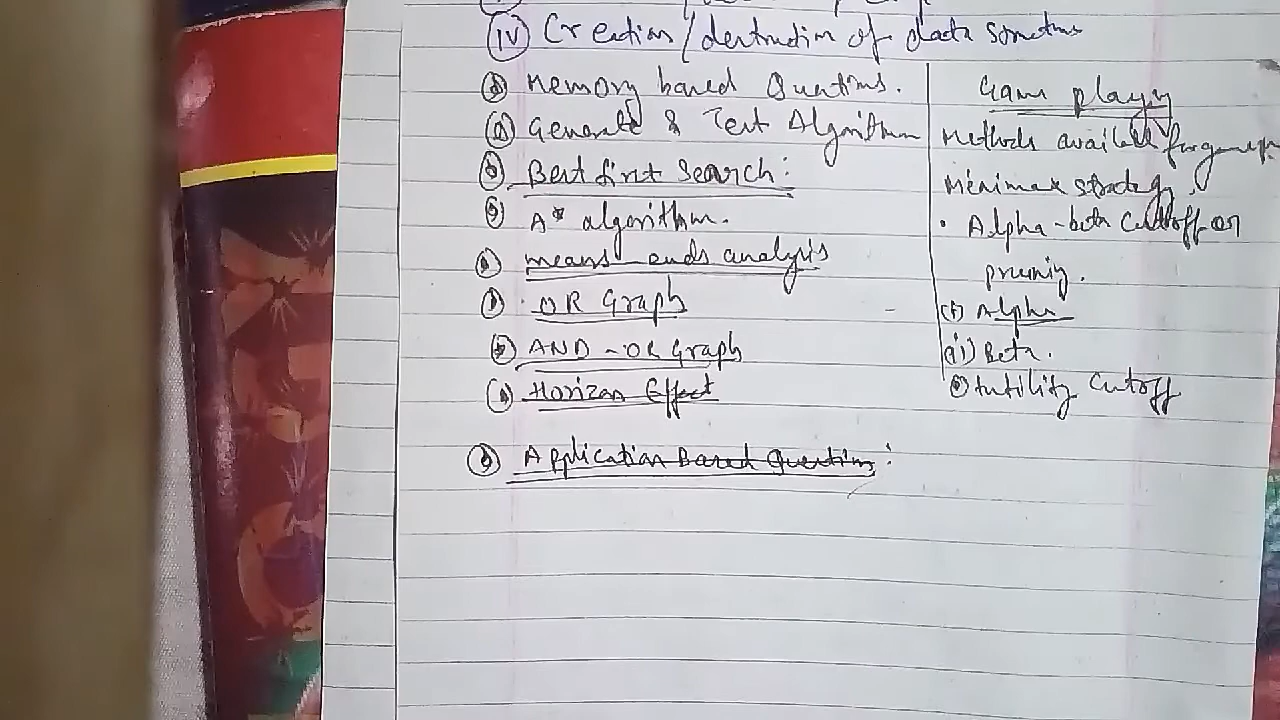 (IV) Creation / destruction of data
Memory based Questions.
Generate & Test Algorithm
Best first Search:
A* algorithm.
means - ends analysis
OR Graph
AND - OR Graph
Horizon Effect
Application Based Questions:
Game playing
Methods available for
Minimax strategy
• Alpha-beta Cutoff or
pruning.
(i) Alpha
(ii) Beta.
futility Cutoff